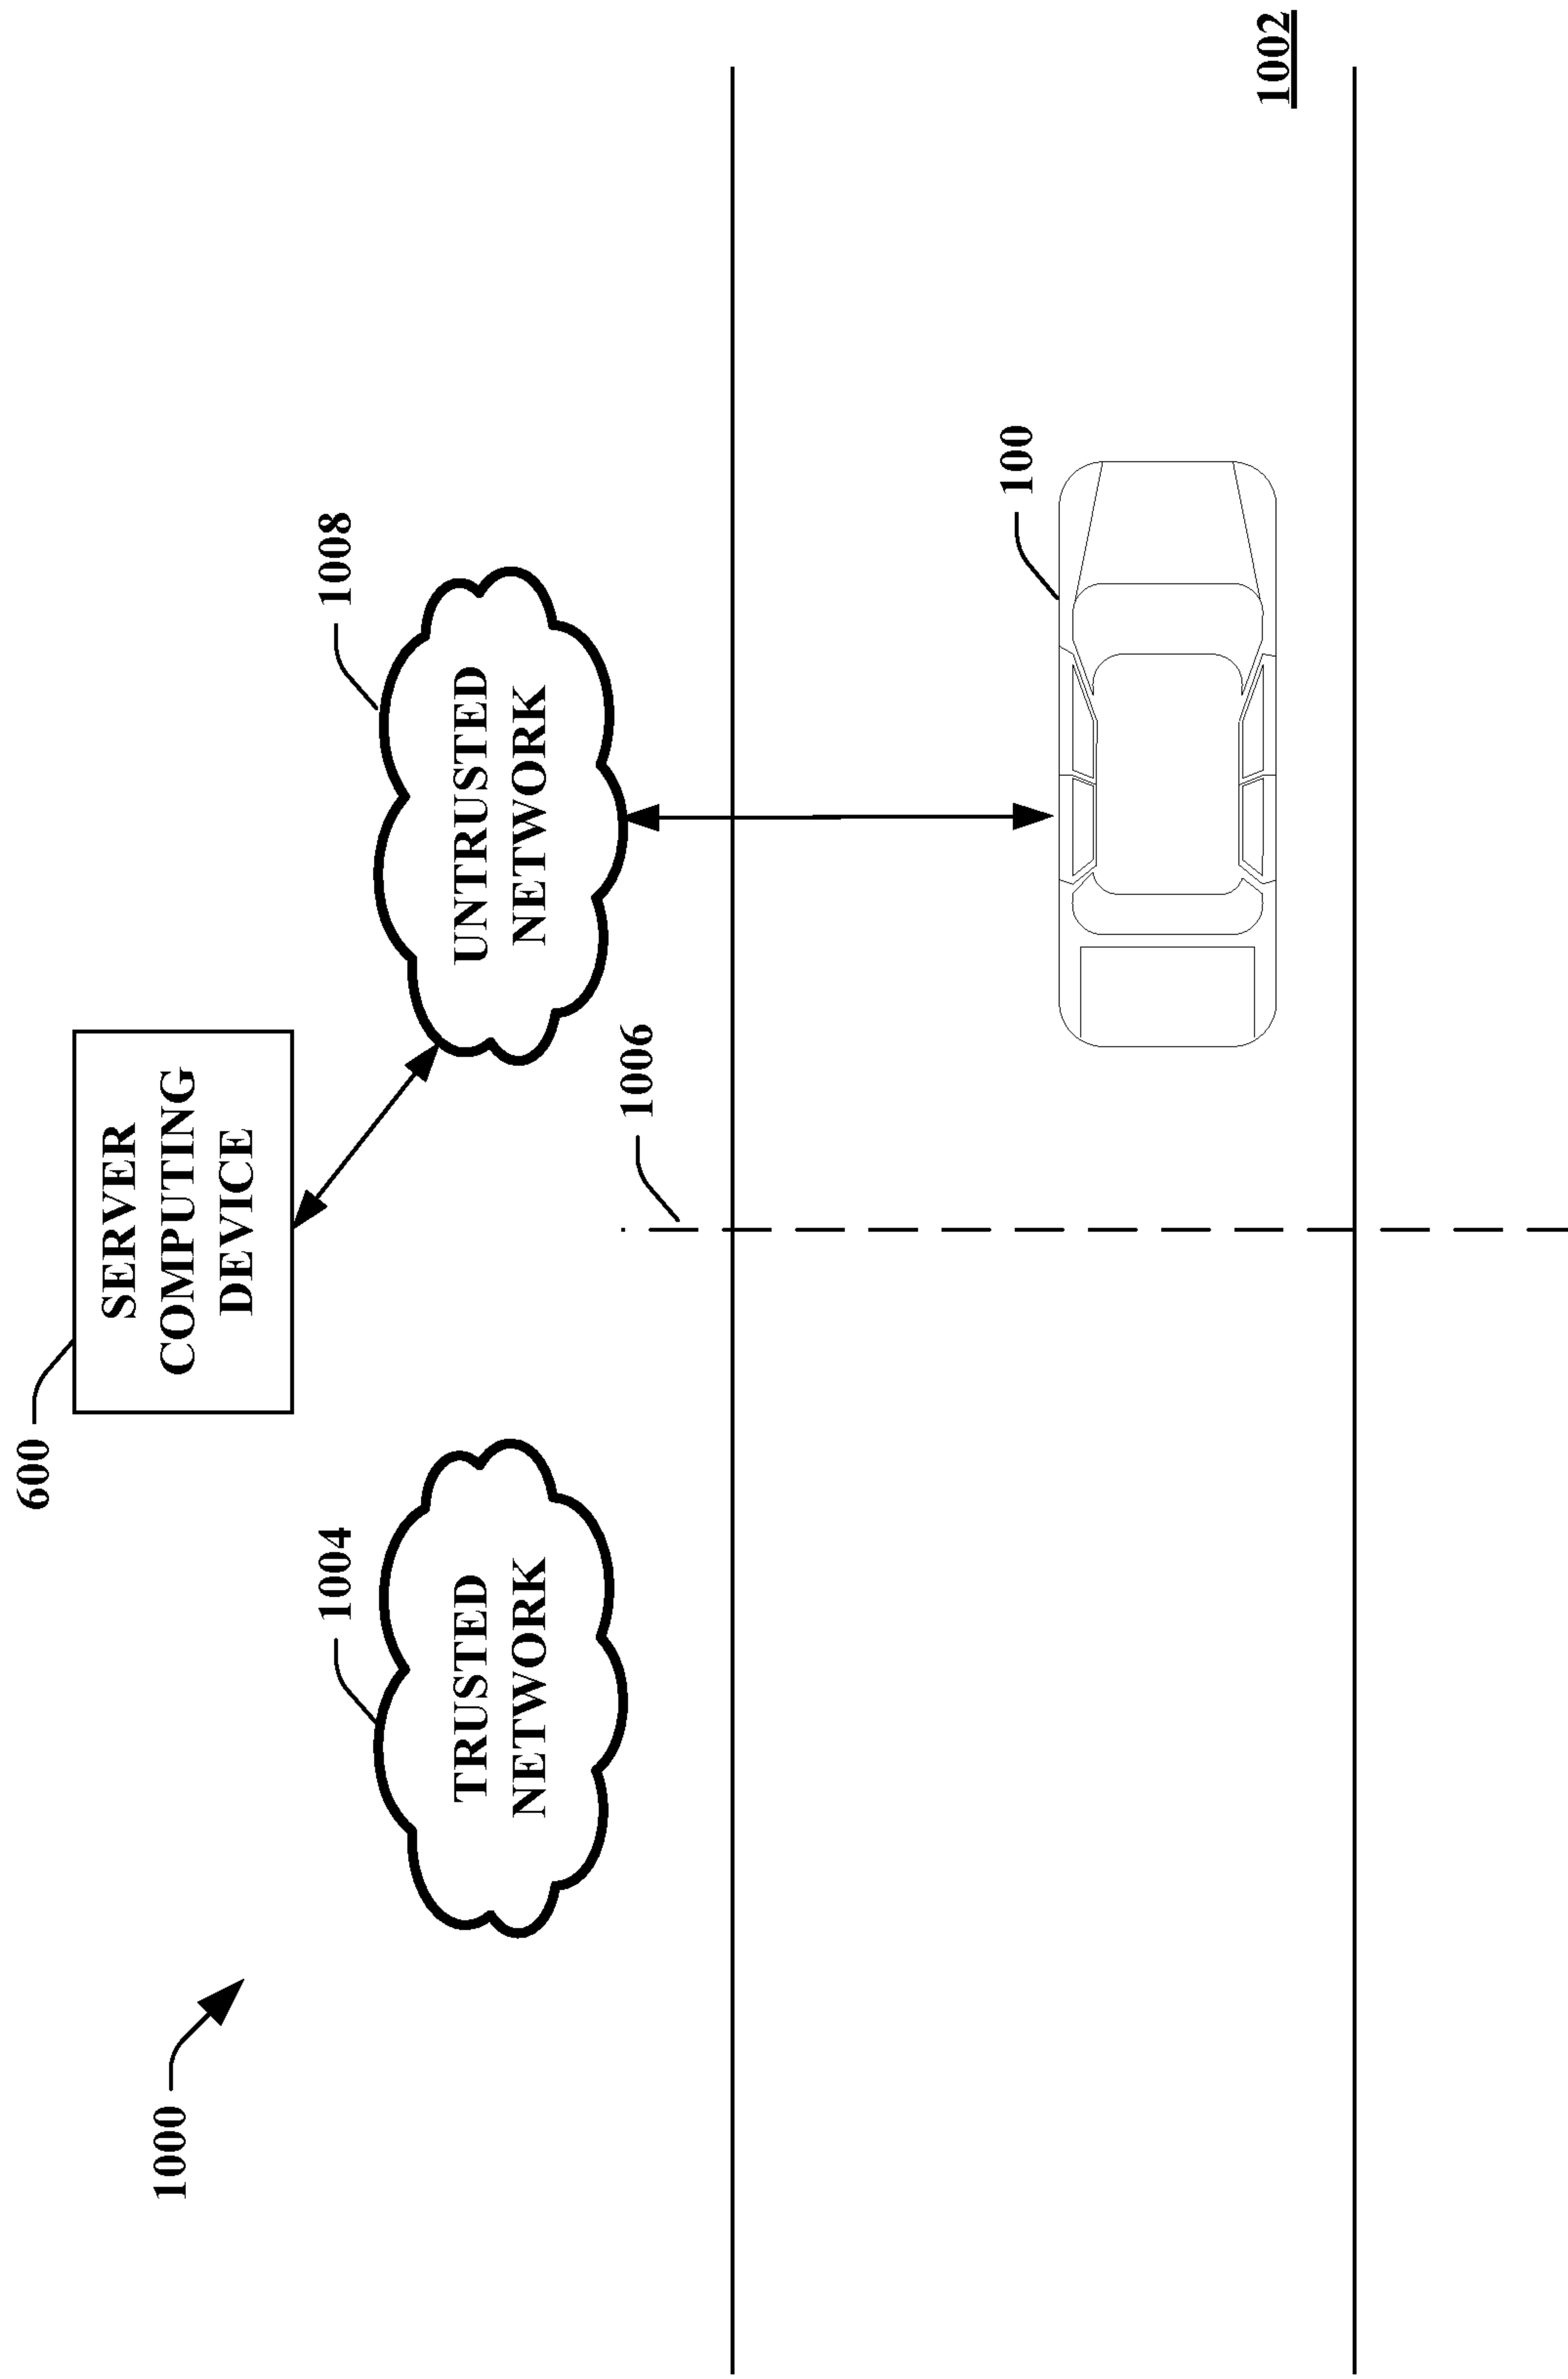 1000
600
SERVER
COMPUTING
DEVICE
1004
TRUSTED
NETWORK
1008
UNTRUSTED
NETWORK
1006
100
1002